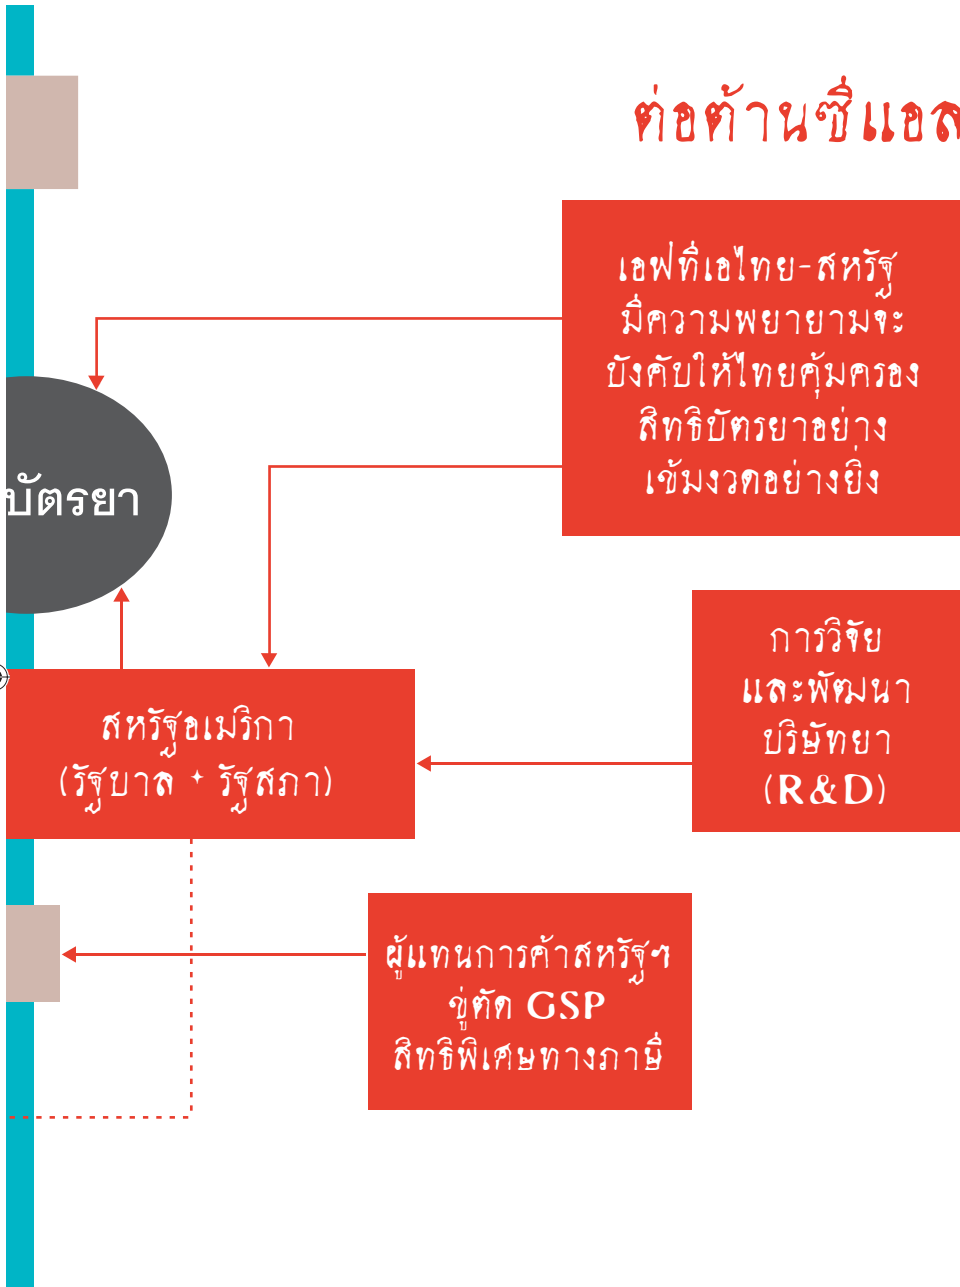 ต่อต้านซีแอล
เอฟทีเอไทย-สหรัฐ
มีความพยายามจะ
บังคับให้ไทยคุ้มครอง
สิทธิบัตรยาอย่าง
เข้มงวดอย่างยิ่ง
บัตรยา
การวิจัย
และพัฒนา
บริษัทยา
(R&D)
สหรัฐอเมริกา
(รัฐบาล + รัฐสภา)
ผู้แทนการค้าสหรัฐฯ
ขู่ตัด GSP
สิทธิพิเศษทางภาษี